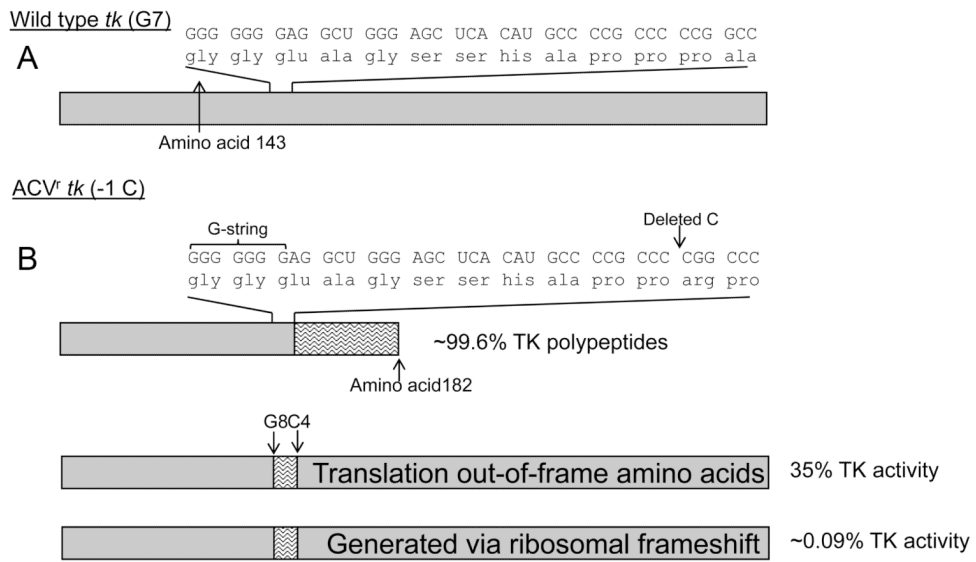 Wild type tk (G7)
A
GGG GGG GAG GCU GGG AGC UCA CAU GCC CCG CCC CCG GCC
gly gly glu ala gly ser ser his ala pro pro pro ala
Amino acid 143
ACVʳ tk (-1 C)
B
G-string
Deleted C
GGG GGG GAG GCU GGG AGC UCA CAU GCC CCG CCC CGG CCC
gly gly glu ala gly ser ser his ala pro pro arg pro
~99.6% TK polypeptides
Amino acid182
G8C4
Translation out-of-frame amino acids
35% TK activity
Generated via ribosomal frameshift
~0.09% TK activity